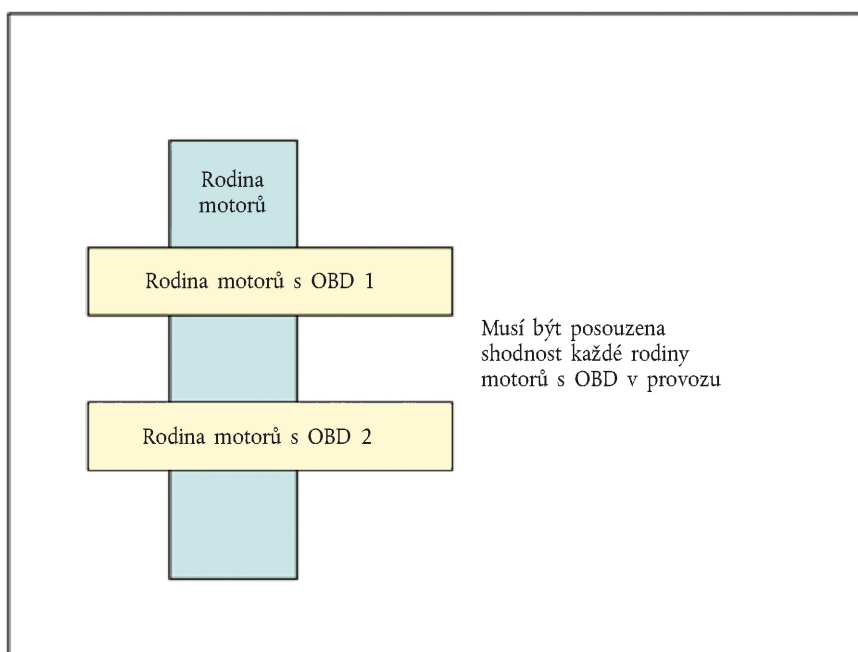 Rodina
motorů
Rodina motorů s OBD 1
Musí být posouzena
shodnost každé rodiny
motorů s OBD v provozu
Rodina motorů s OBD 2